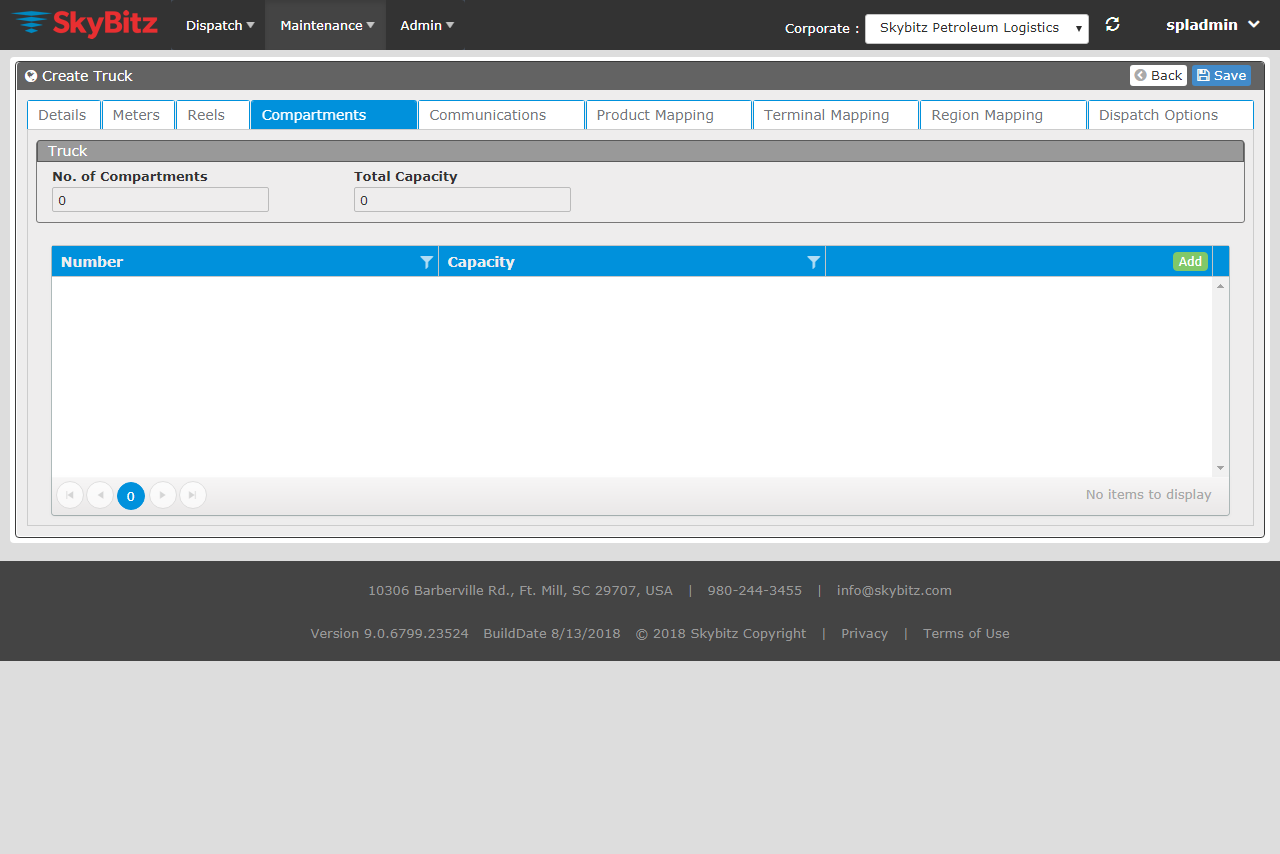 SkyBitz Dispatch Maintenance Admin Corporate : Skybitz Petroleum Logistics spladmin
Create Truck Back Save
Details Meters Reels Compartments Communications Product Mapping Terminal Mapping Region Mapping Dispatch Options
Truck
No. of Compartments Total Capacity
0 0
Number Capacity Add
0 No items to display
10306 Barberville Rd., Ft. Mill, SC 29707, USA | 980-244-3455 | info@skybitz.com
Version 9.0.6799.23524 BuildDate 8/13/2018 © 2018 Skybitz Copyright | Privacy | Terms of Use